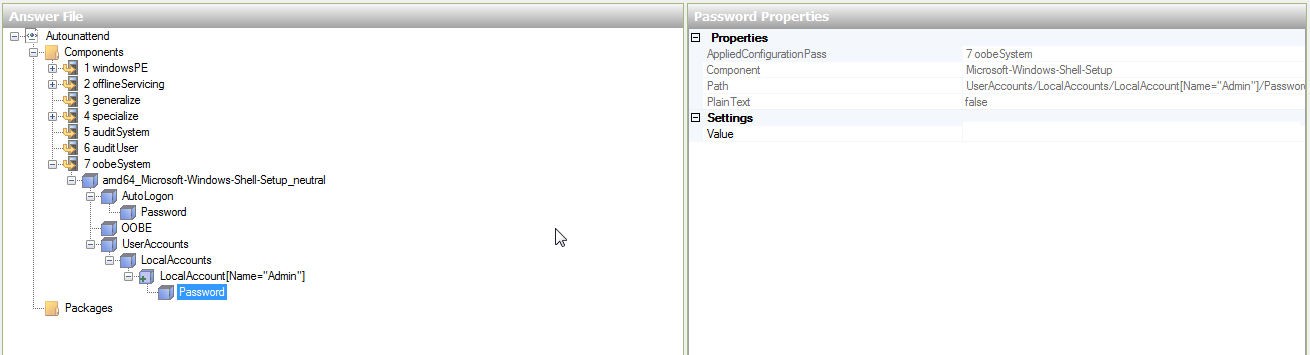 Answer File
Autounattend
Components
1 windowsPE
2 offlineServicing
3 generalize
4 specialize
5 auditSystem
6 auditUser
7 oobeSystem
amd64_Microsoft-Windows-Shell-Setup_neutral
AutoLogon
Password
OOBE
UserAccounts
LocalAccounts
LocalAccount[Name="Admin"]
Password
Packages
Password Properties
Properties
AppliedConfigurationPass 7 oobeSystem
Component Microsoft-Windows-Shell-Setup
Path UserAccounts/LocalAccounts/LocalAccount[Name="Admin"]/Passwor
PlainText false
Settings
Value